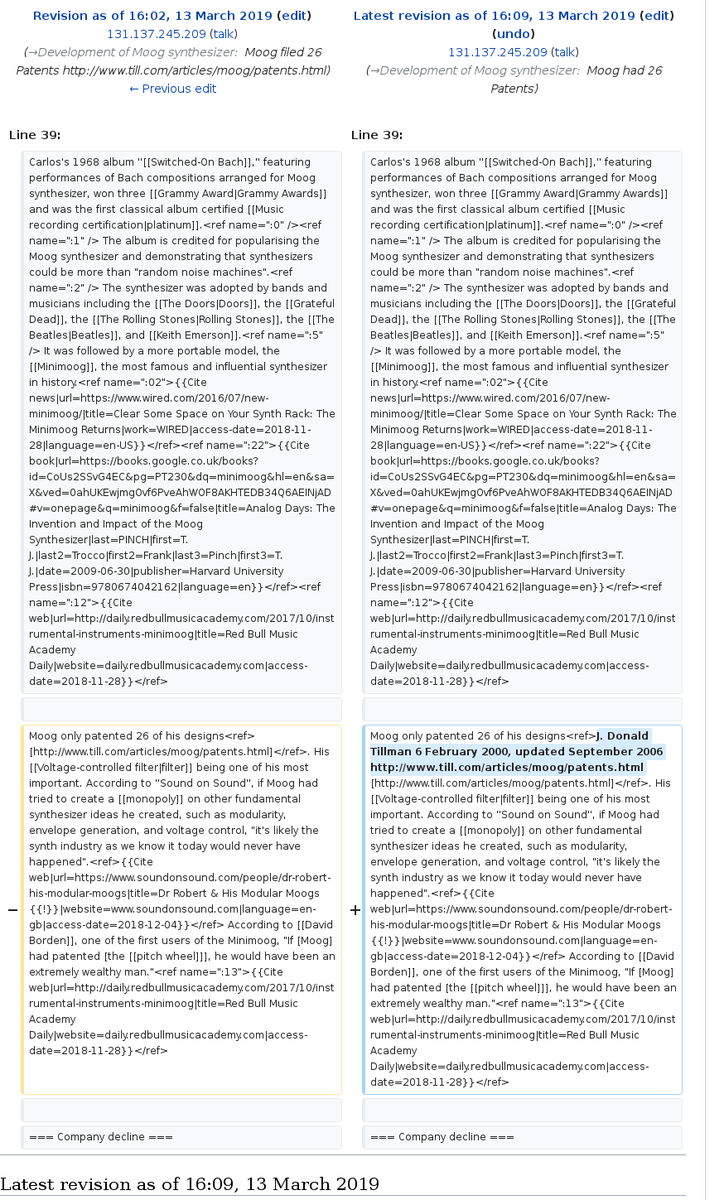 Revision as of 16:02, 13 March 2019 (edit)
131.137.245.209 (talk)
(→Development of Moog synthesizer: Moog filed 26
Patents http://www.till.com/articles/moog/patents.html)
← Previous edit
Latest revision as of 16:09, 13 March 2019 (edit)
(undo)
131.137.245.209 (talk)
(→Development of Moog synthesizer: Moog had 26
Patents)
Line 39:
Carlos's 1968 album ''[[Switched-On Bach]],'' featuring
performances of Bach compositions arranged for Moog
synthesizer, won three [[Grammy Award|Grammy Awards]]
and was the first classical album certified [[Music
recording certification|platinum]].<ref name=":0" /><ref
name=":1" /> The album is credited for popularising the
Moog synthesizer and demonstrating that synthesizers
could be more than "random noise machines".<ref
name=":2" /> The synthesizer was adopted by bands and
musicians including the [[The Doors|Doors]], the [[Grateful
Dead]], the [[The Rolling Stones|Rolling Stones]], the [[The
Beatles|Beatles]], and [[Keith Emerson]].<ref name=":5"
/> It was followed by a more portable model, the
[[Minimoog]], the most famous and influential synthesizer
in history.<ref name=":02">{{Cite
news|url=https://www.wired.com/2016/07/new-
minimoog/|title=Clear Some Space on Your Synth Rack: The
Minimoog Returns|work=WIRED|access-date=2018-11-
28|language=en-US}}</ref><ref name=":22">{{Cite
book|url=https://books.google.co.uk/books?
id=CoUs2SSvG4EC&pg=PT230&dq=minimoog&hl=en&sa=
X&ved=0ahUKEwjmgOvf6PveAhWOF8AKHTEDB34Q6AEINjAD
#v=onepage&q=minimoog&f=false|title=Analog Days: The
Invention and Impact of the Moog
Synthesizer|last=PINCH|first=T.
J.|last2=Trocco|first2=Frank|last3=Pinch|first3=T.
J.|date=2009-06-30|publisher=Harvard University
Press|isbn=9780674042162|language=en}}</ref><ref
name=":12">{{Cite
web|url=http://daily.redbullmusicacademy.com/2017/10/inst
rumental-instruments-minimoog|title=Red Bull Music
Academy
Daily|website=daily.redbullmusicacademy.com|access-
date=2018-11-28}}</ref>
Line 39:
Carlos's 1968 album ''[[Switched-On Bach]],'' featuring
performances of Bach compositions arranged for Moog
synthesizer, won three [[Grammy Award|Grammy Awards]]
and was the first classical album certified [[Music
recording certification|platinum]].<ref name=":0" /><ref
name=":1" /> The album is credited for popularising the
Moog synthesizer and demonstrating that synthesizers
could be more than "random noise machines".<ref
name=":2" /> The synthesizer was adopted by bands and
musicians including the [[The Doors|Doors]], the [[Grateful
Dead]], the [[The Rolling Stones|Rolling Stones]], the [[The
Beatles|Beatles]], and [[Keith Emerson]].<ref name=":5"
/> It was followed by a more portable model, the
[[Minimoog]], the most famous and influential synthesizer
in history.<ref name=":02">{{Cite
news|url=https://www.wired.com/2016/07/new-
minimoog/|title=Clear Some Space on Your Synth Rack: The
Minimoog Returns|work=WIRED|access-date=2018-11-
28|language=en-US}}</ref><ref name=":22">{{Cite
book|url=https://books.google.co.uk/books?
id=CoUs2SSvG4EC&pg=PT230&dq=minimoog&hl=en&sa=
X&ved=0ahUKEwjmgOvf6PveAhWOF8AKHTEDB34Q6AEINjAD
#v=onepage&q=minimoog&f=false|title=Analog Days: The
Invention and Impact of the Moog
Synthesizer|last=PINCH|first=T.
J.|last2=Trocco|first2=Frank|last3=Pinch|first3=T.
J.|date=2009-06-30|publisher=Harvard University
Press|isbn=9780674042162|language=en}}</ref><ref
name=":12">{{Cite
web|url=http://daily.redbullmusicacademy.com/2017/10/inst
rumental-instruments-minimoog|title=Red Bull Music
Academy
Daily|website=daily.redbullmusicacademy.com|access-
date=2018-11-28}}</ref>
−
Moog only patented 26 of his designs<ref>
[http://www.till.com/articles/moog/patents.html]</ref>. His
[[Voltage-controlled filter|filter]] being one of his most
important. According to ''Sound on Sound'', if Moog had
tried to create a [[monopoly]] on other fundamental
synthesizer ideas he created, such as modularity,
envelope generation, and voltage control, "it's likely the
synth industry as we know it today would never have
happened".<ref>{{Cite
web|url=https://www.soundonsound.com/people/dr-robert-
his-modular-moogs|title=Dr Robert & His Modular Moogs
{{!}}|website=www.soundonsound.com|language=en-
gb|access-date=2018-12-04}}</ref> According to [[David
Borden]], one of the first users of the Minimoog, "If [Moog]
had patented [the [[pitch wheel]]], he would have been an
extremely wealthy man."<ref name=":13">{{Cite
web|url=http://daily.redbullmusicacademy.com/2017/10/inst
rumental-instruments-minimoog|title=Red Bull Music
Academy
Daily|website=daily.redbullmusicacademy.com|access-
date=2018-11-28}}</ref>
+
Moog only patented 26 of his designs<ref>J. Donald
Tillman 6 February 2000, updated September 2006
http://www.till.com/articles/moog/patents.html
[http://www.till.com/articles/moog/patents.html]</ref>. His
[[Voltage-controlled filter|filter]] being one of his most
important. According to ''Sound on Sound'', if Moog had
tried to create a [[monopoly]] on other fundamental
synthesizer ideas he created, such as modularity,
envelope generation, and voltage control, "it's likely the
synth industry as we know it today would never have
happened".<ref>{{Cite
web|url=https://www.soundonsound.com/people/dr-robert-
his-modular-moogs|title=Dr Robert & His Modular Moogs
{{!}}|website=www.soundonsound.com|language=en-
gb|access-date=2018-12-04}}</ref> According to [[David
Borden]], one of the first users of the Minimoog, "If [Moog]
had patented [the [[pitch wheel]]], he would have been an
extremely wealthy man."<ref name=":13">{{Cite
web|url=http://daily.redbullmusicacademy.com/2017/10/inst
rumental-instruments-minimoog|title=Red Bull Music
Academy
Daily|website=daily.redbullmusicacademy.com|access-
date=2018-11-28}}</ref>
=== Company decline ===
=== Company decline ===
Latest revision as of 16:09, 13 March 2019